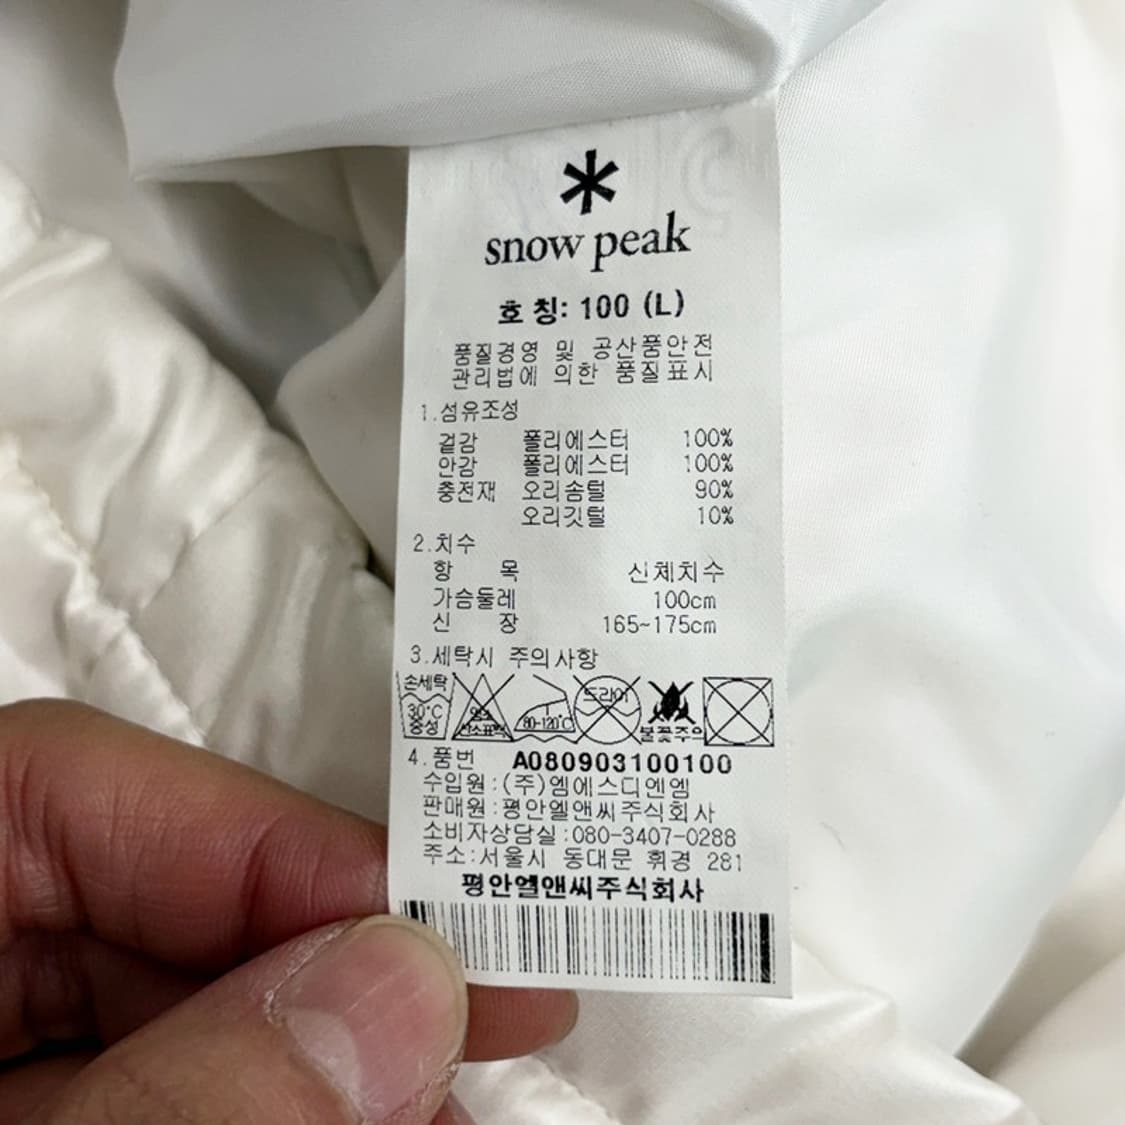 snow peak
호 칭: 100 (L)
품질경영 및 공산품안전
관리법에 의한 품질표시
1.섬유조성
겉감 폴리에스터 100%
안감 폴리에스터 100%
충전재 오리솜털 90%
오리깃털 10%
2.치수
항 목 신체치수
가슴둘레 100cm
신 장 165~175cm
3.세탁시 주의사항
손세탁
30℃
중성
염소
산소표백
80-120℃
드라이
불꽃주의
4.품번 A080903100100
수입원:(주)엠에스디엔엠
판매원:평안엘앤씨주식회사
소비자상담실:080-3407-0288
주소:서울시 동대문 휘경 281
평안엘앤씨주식회사